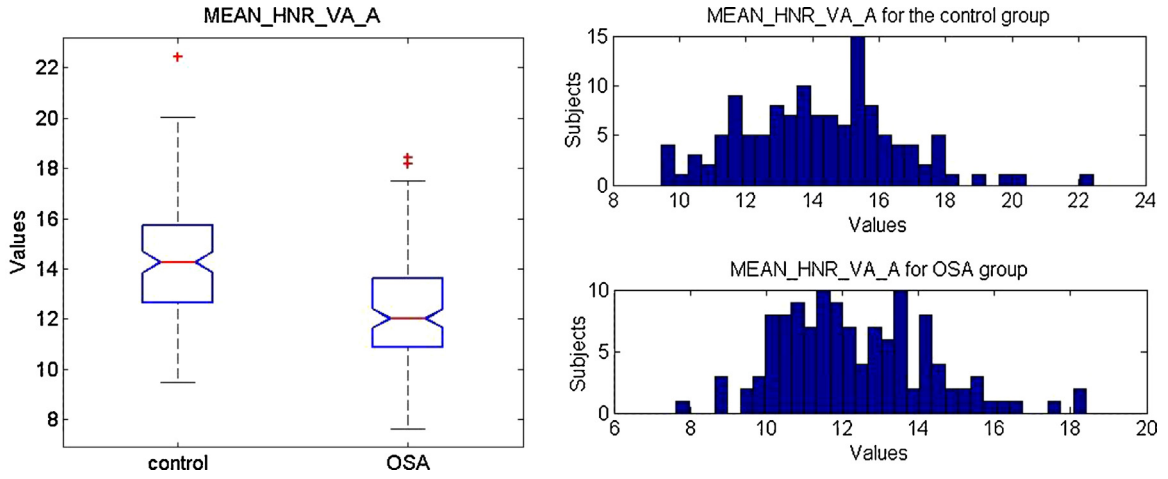 MEAN_HNR_VA_A
Values
22
20
18
16
14
12
10
8
control OSA
MEAN_HNR_VA_A for the control group
Subjects
15
10
5
0
8 10 12 14 16 18 20 22 24
Values
MEAN_HNR_VA_A for OSA group
Subjects
10
5
0
6 8 10 12 14 16 18 20
Values